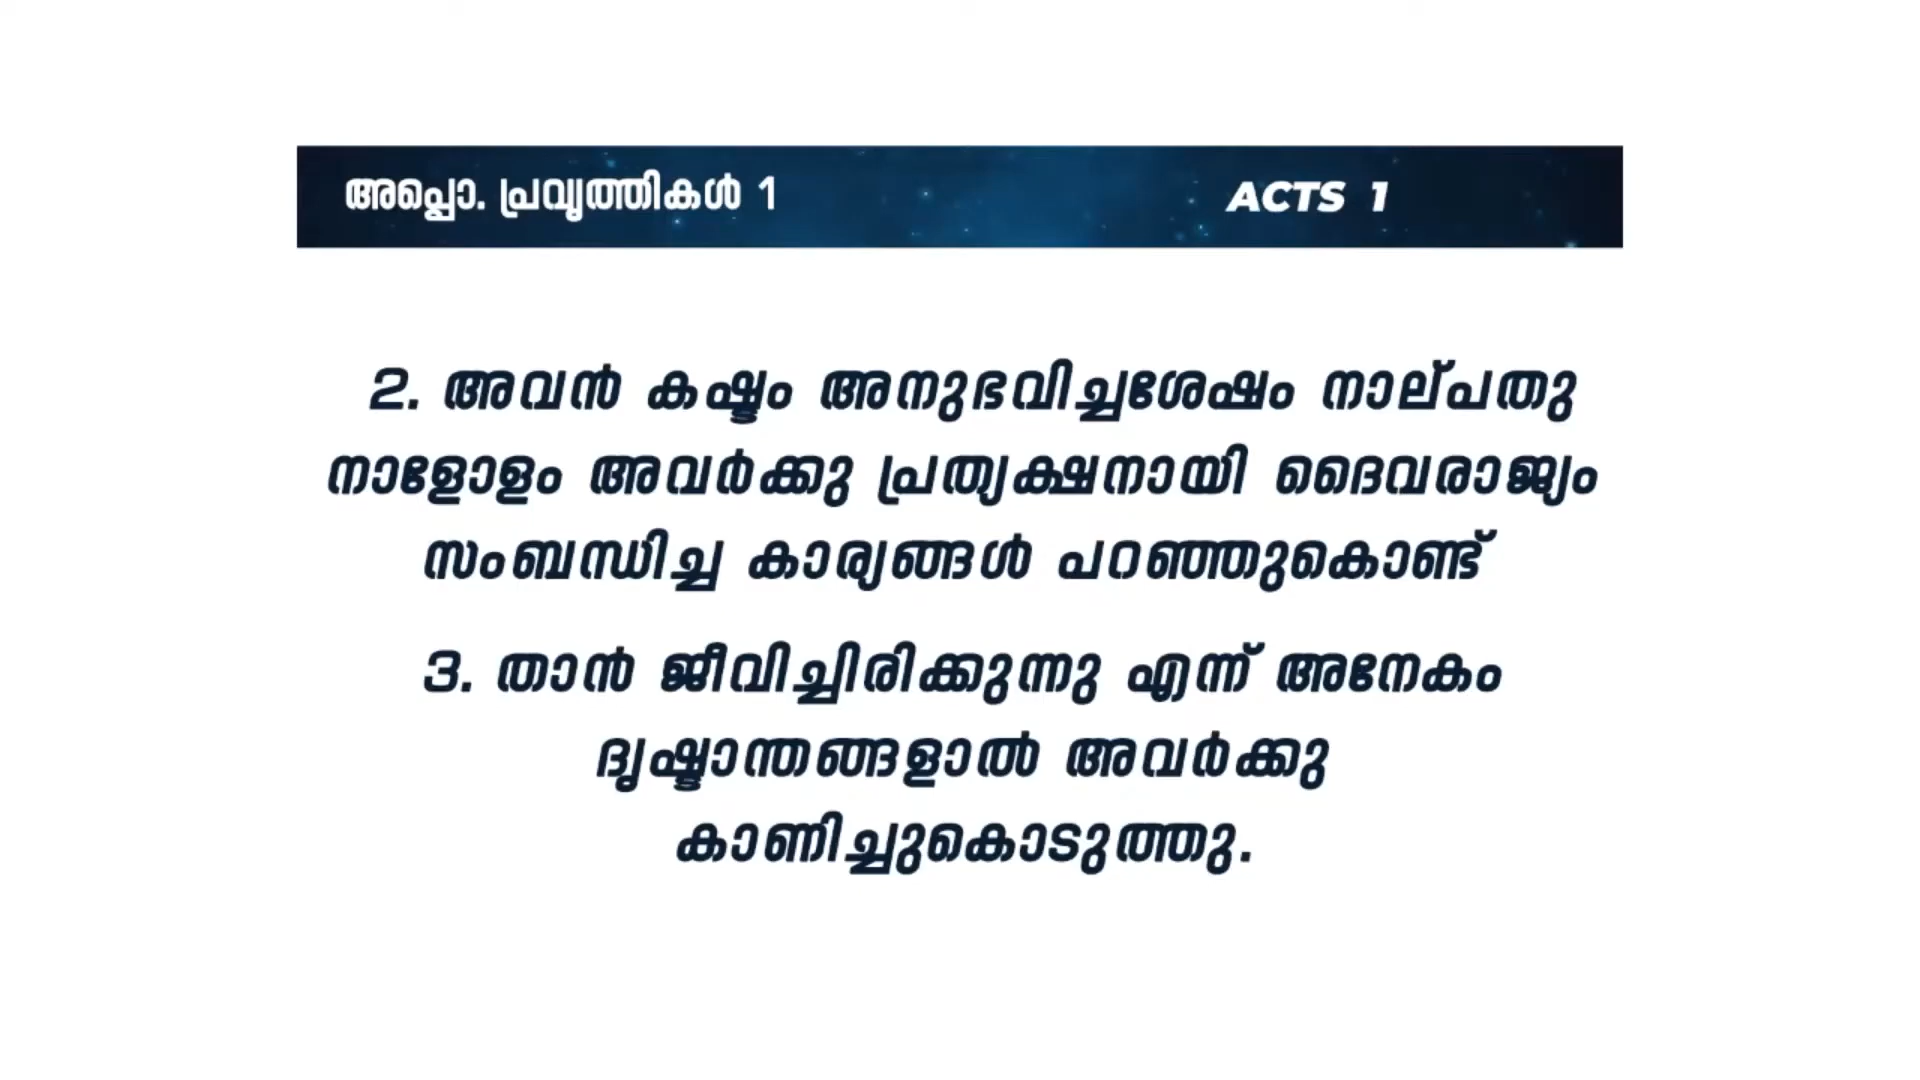 അപ്പൊ. പ്രവൃത്തികൾ 1
ACTS 1
2. അവൻ കഷ്ടം അനുഭവിച്ചശേഷം നാല്പതു
നാളോളം അവർക്കു പ്രത്യക്ഷനായി ദൈവരാജ്യം
സംബന്ധിച്ച കാര്യങ്ങൾ പറഞ്ഞുകൊണ്ട്
3. താൻ ജീവിച്ചിരിക്കുന്നു എന്ന് അനേകം
ദൃഷ്ടാന്തങ്ങളാൽ അവർക്കു
കാണിച്ചുകൊടുത്തു.